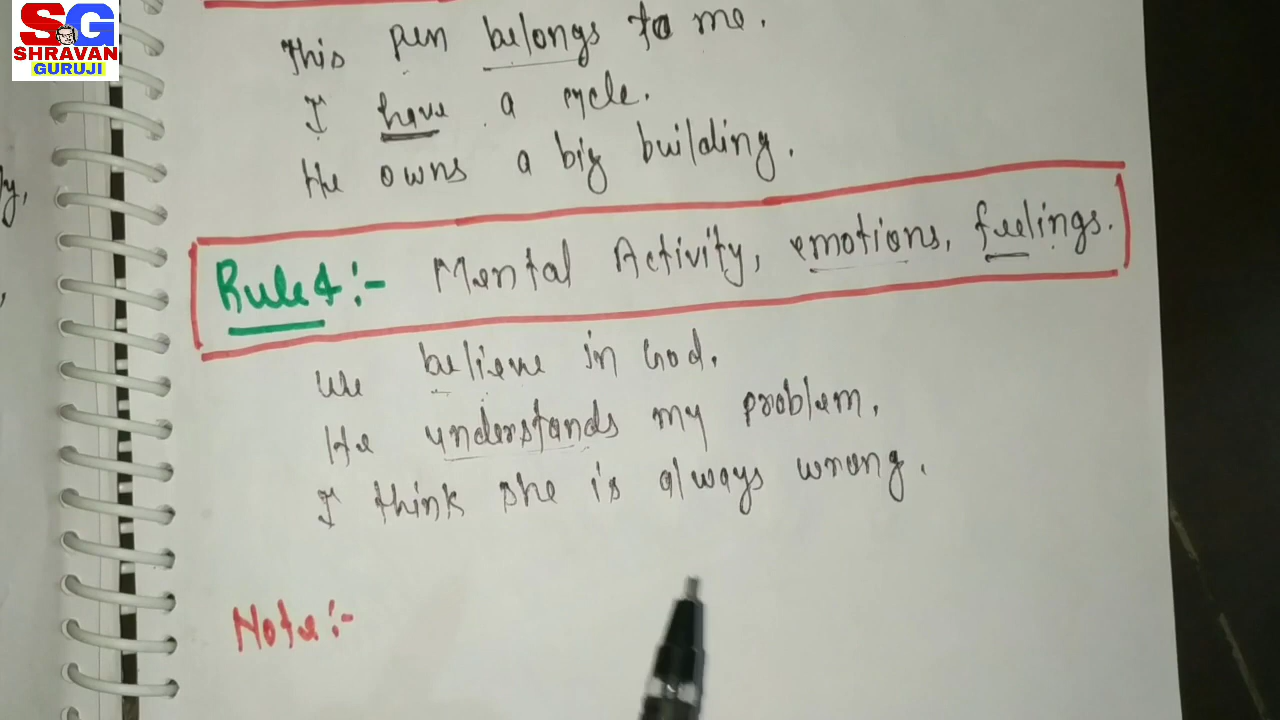 SG
SHRAVAN
GURUJI
This pen belongs to me.
I have a cycle.
He owns a big building.
Rule 4:- Mental Activity, emotions, feelings.
We believe in God.
He understands my problem.
I think she is always wrong.
Note:-